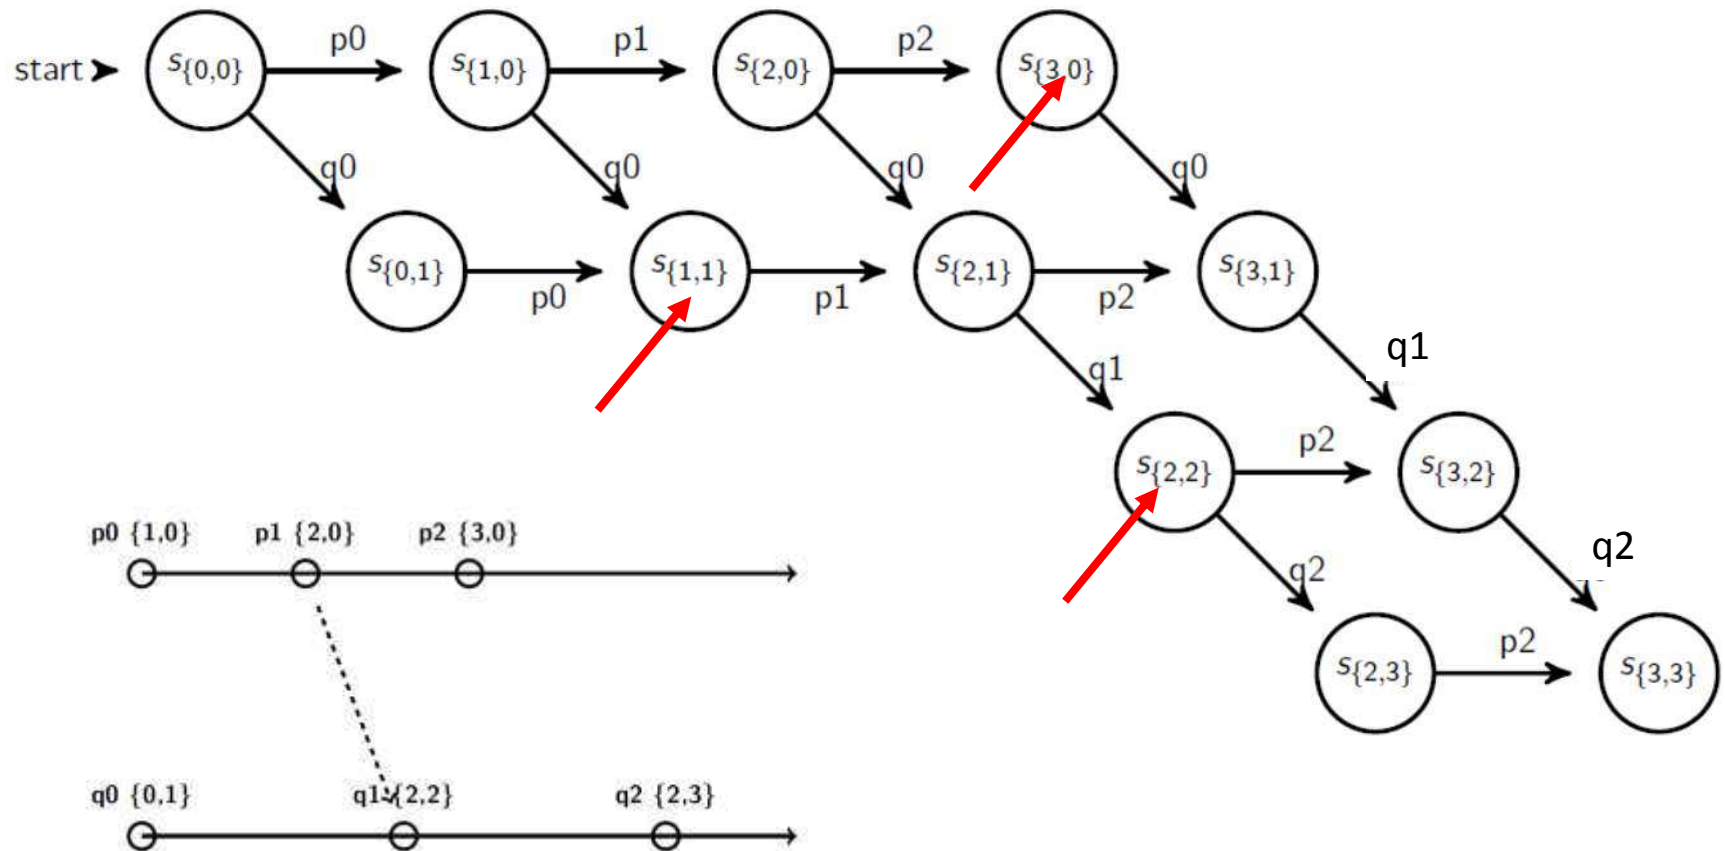 p0 p1 p2
start S{0,0} S{1,0} S{2,0} S{3,0}
q0 q0 q0 q0
S{0,1} S{1,1} S{2,1} S{3,1}
p0 p1 p2
q1 q1
S{2,2} p2 S{3,2}
p0 {1,0} p1 {2,0} p2 {3,0}
q2 q2
S{2,3} p2 S{3,3}
q0 {0,1} q1 {2,2} q2 {2,3}